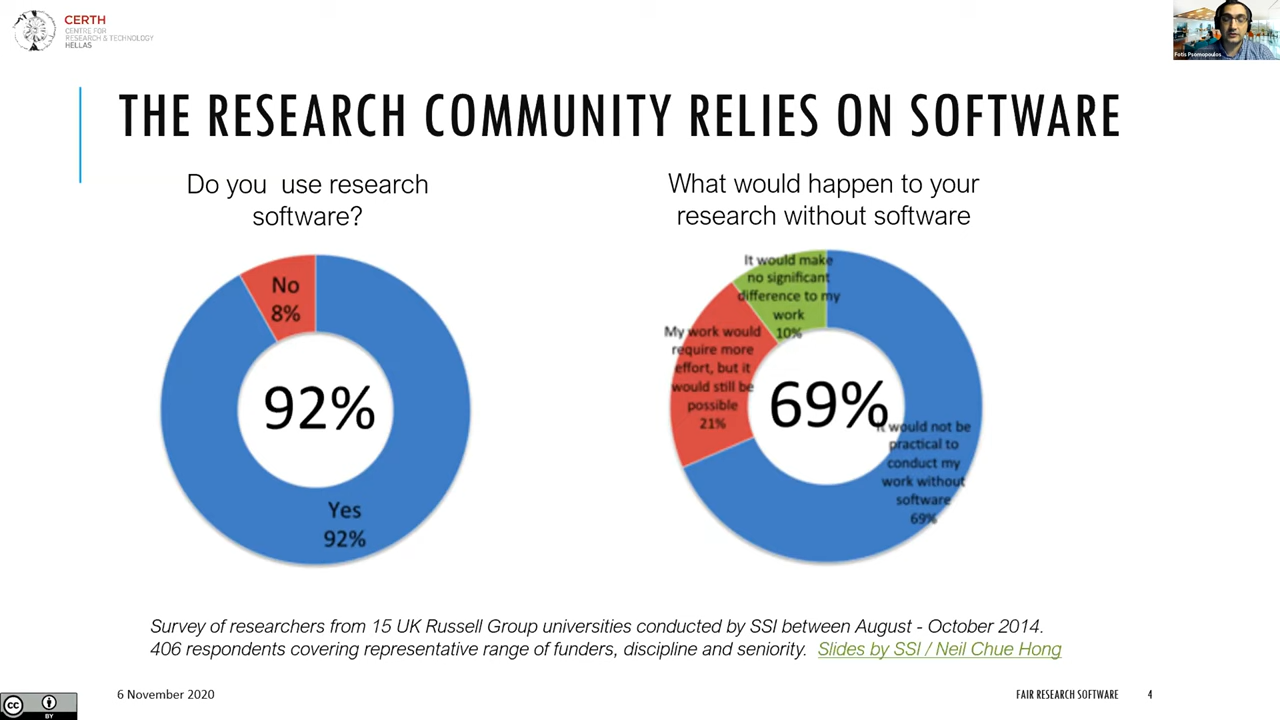 CERTH
CENTRE FOR
RESEARCH & TECHNOLOGY
HELLAS
Fotis Psomopoulos
THE RESEARCH COMMUNITY RELIES ON SOFTWARE
Do you  use research
software?
No
8%
92%
Yes
92%
What would happen to your
research without software
It would make
no significant
difference to my
work
10%
My work would
require more
effort, but it
would still be
possible
21%
69%
It would not be
practical to
conduct my
work without
software
69%
Survey of researchers from 15 UK Russell Group universities conducted by SSI between August - October 2014.
406 respondents covering representative range of funders, discipline and seniority.  Slides by SSI / Neil Chue Hong
cc
BY
6 November 2020
FAIR RESEARCH SOFTWARE
4